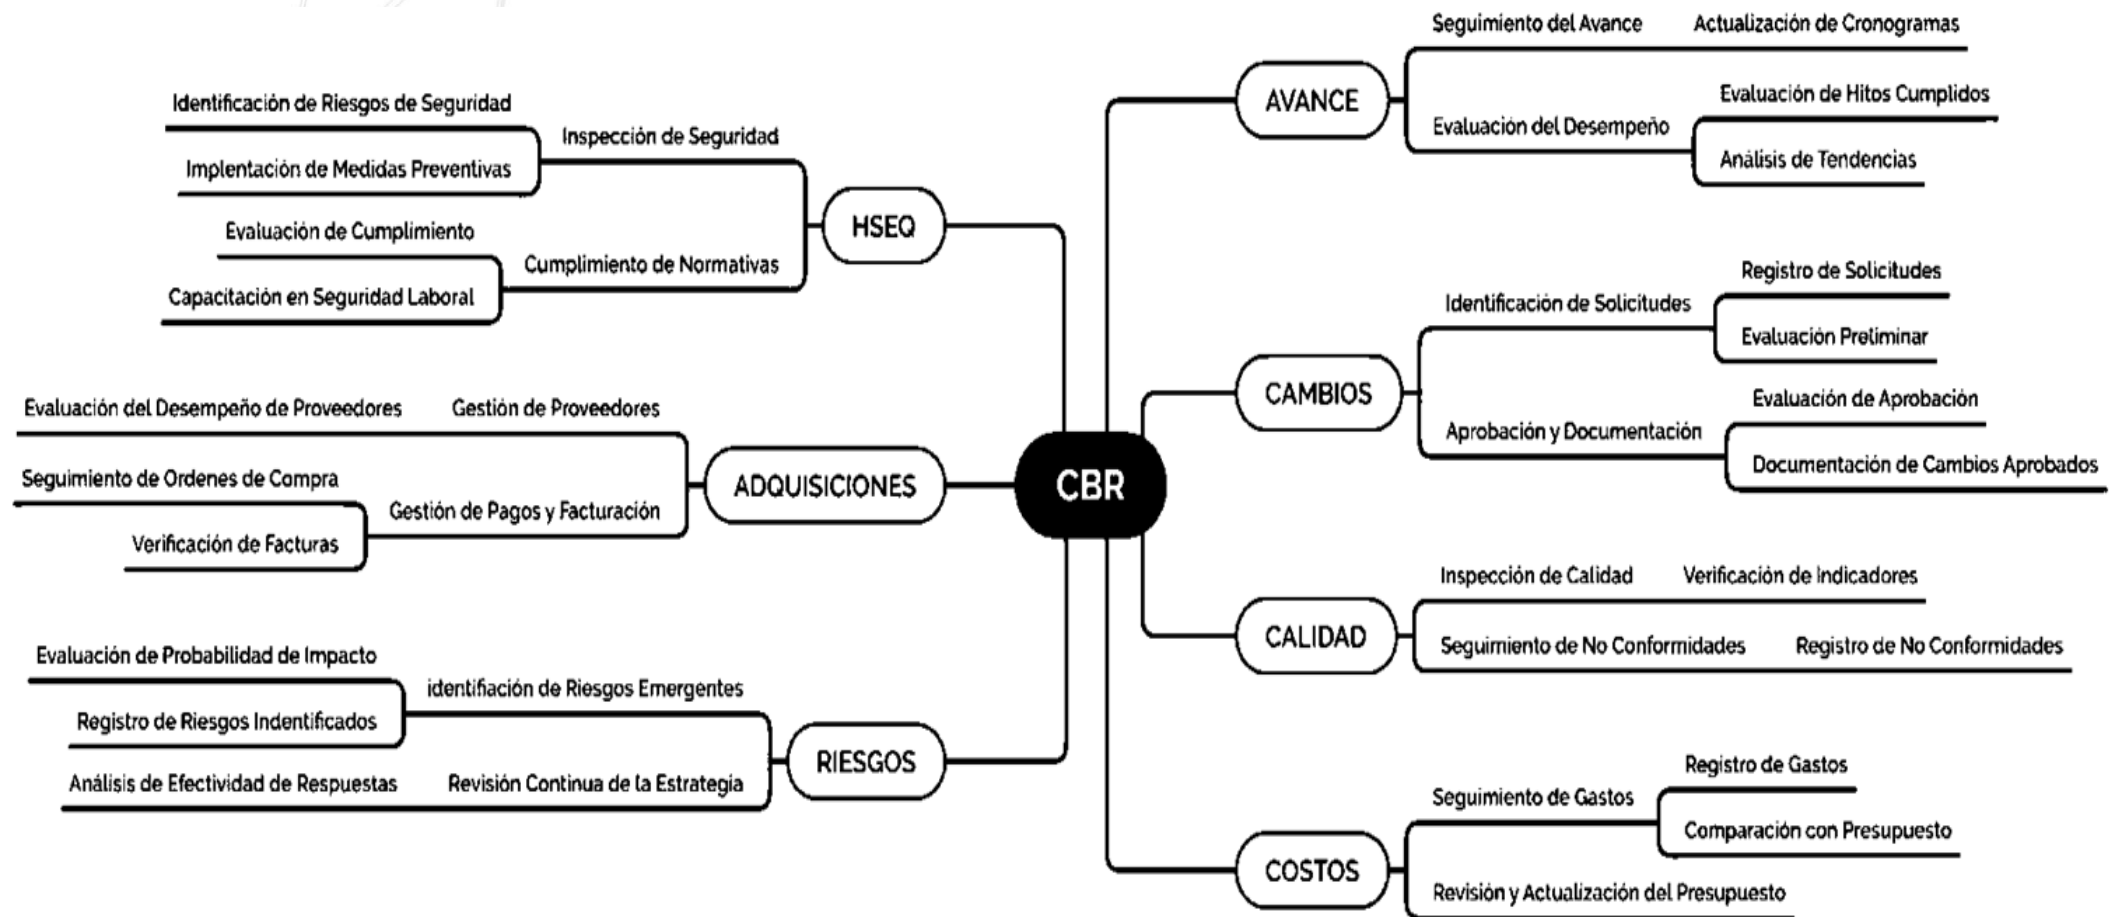 Identificación de Riesgos de Seguridad
Implentación de Medidas Preventivas
Inspección de Seguridad
Evaluación de Cumplimiento
Capacitación en Seguridad Laboral
Cumplimiento de Normativas
HSEQ
Evaluación del Desempeño de Proveedores
Gestión de Proveedores
Seguimiento de Ordenes de Compra
Verificación de Facturas
Gestión de Pagos y Facturación
ADQUISICIONES
Evaluación de Probabilidad de Impacto
Registro de Riesgos Indentificados
identifiación de Riesgos Emergentes
Análisis de Efectividad de Respuestas
Revisión Continua de la Estrategia
RIESGOS
CBR
AVANCE
Seguimiento del Avance
Actualización de Cronogramas
Evaluación del Desempeño
Evaluación de Hitos Cumplidos
Análisis de Tendencias
CAMBIOS
Identificación de Solicitudes
Registro de Solicitudes
Evaluación Preliminar
Aprobación y Documentación
Evaluación de Aprobación
Documentación de Cambios Aprobados
CALIDAD
Inspección de Calidad
Verificación de Indicadores
Seguimiento de No Conformidades
Registro de No Conformidades
COSTOS
Seguimiento de Gastos
Registro de Gastos
Comparación con Presupuesto
Revisión y Actualización del Presupuesto